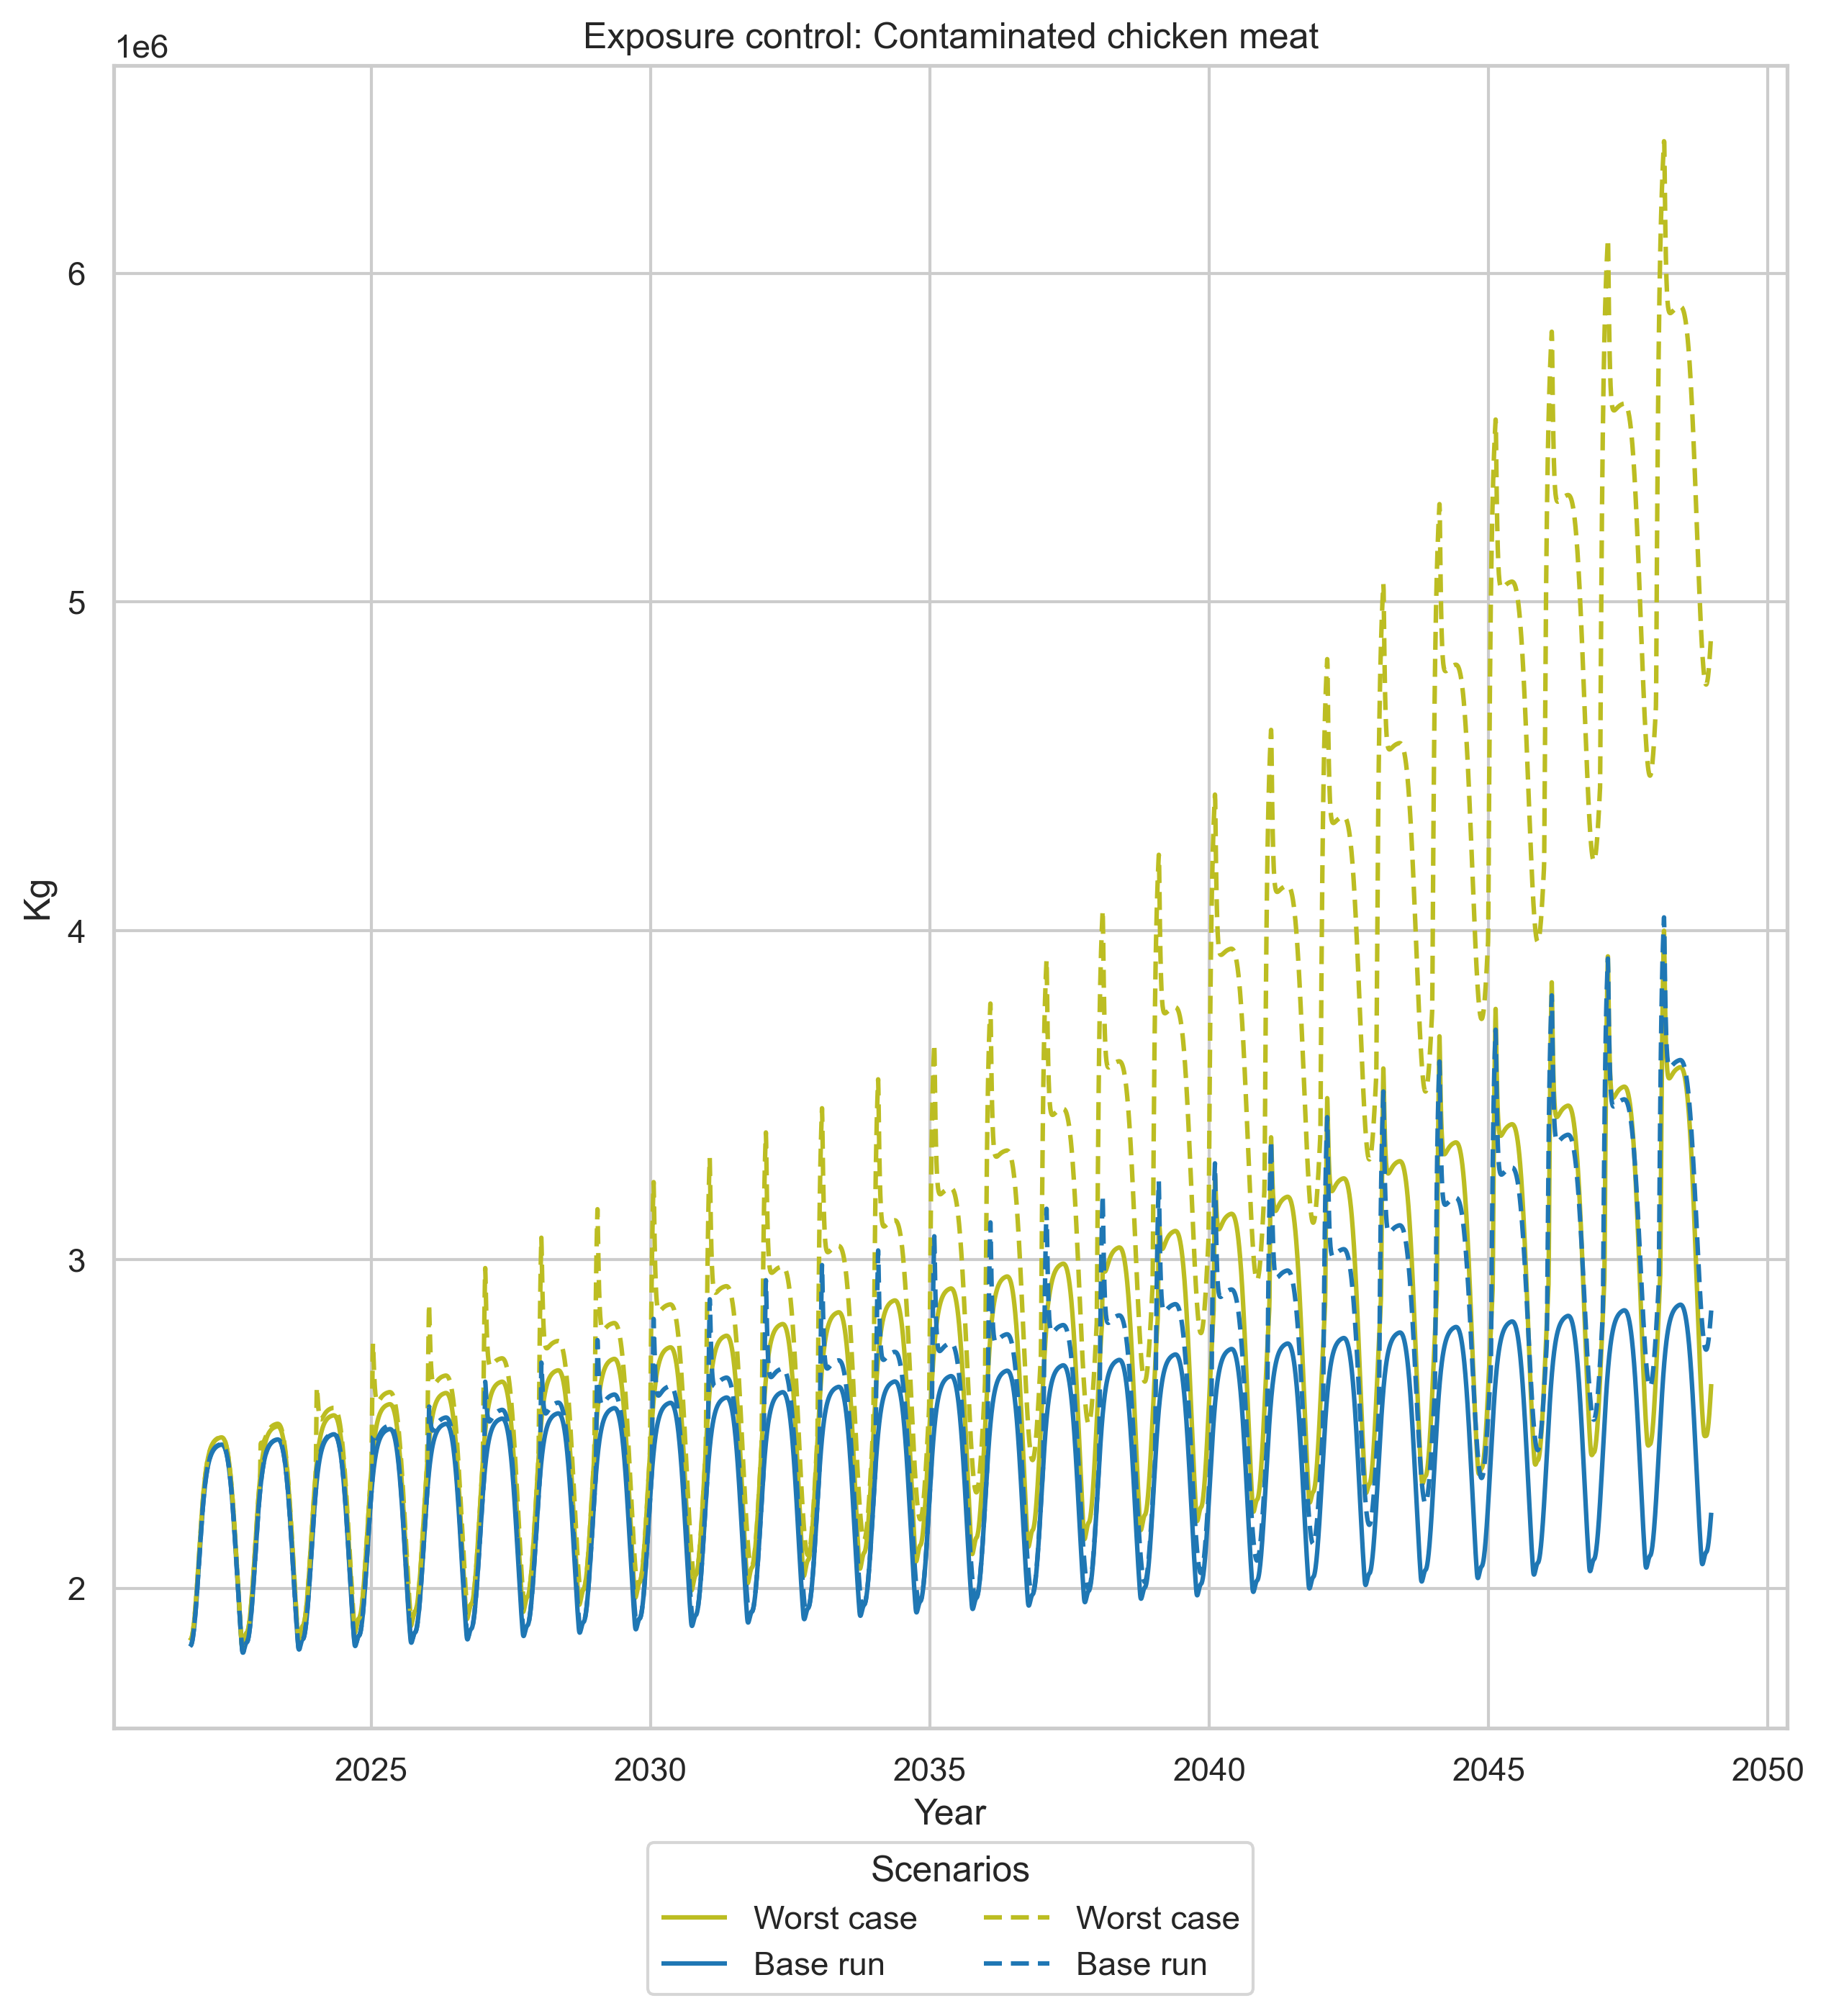 Exposure control: Contaminated chicken meat
1e6
6
5
4
3
2
Kg
2025 2030 2035 2040 2045 2050
Year
Scenarios
Worst case Worst case
Base run Base run